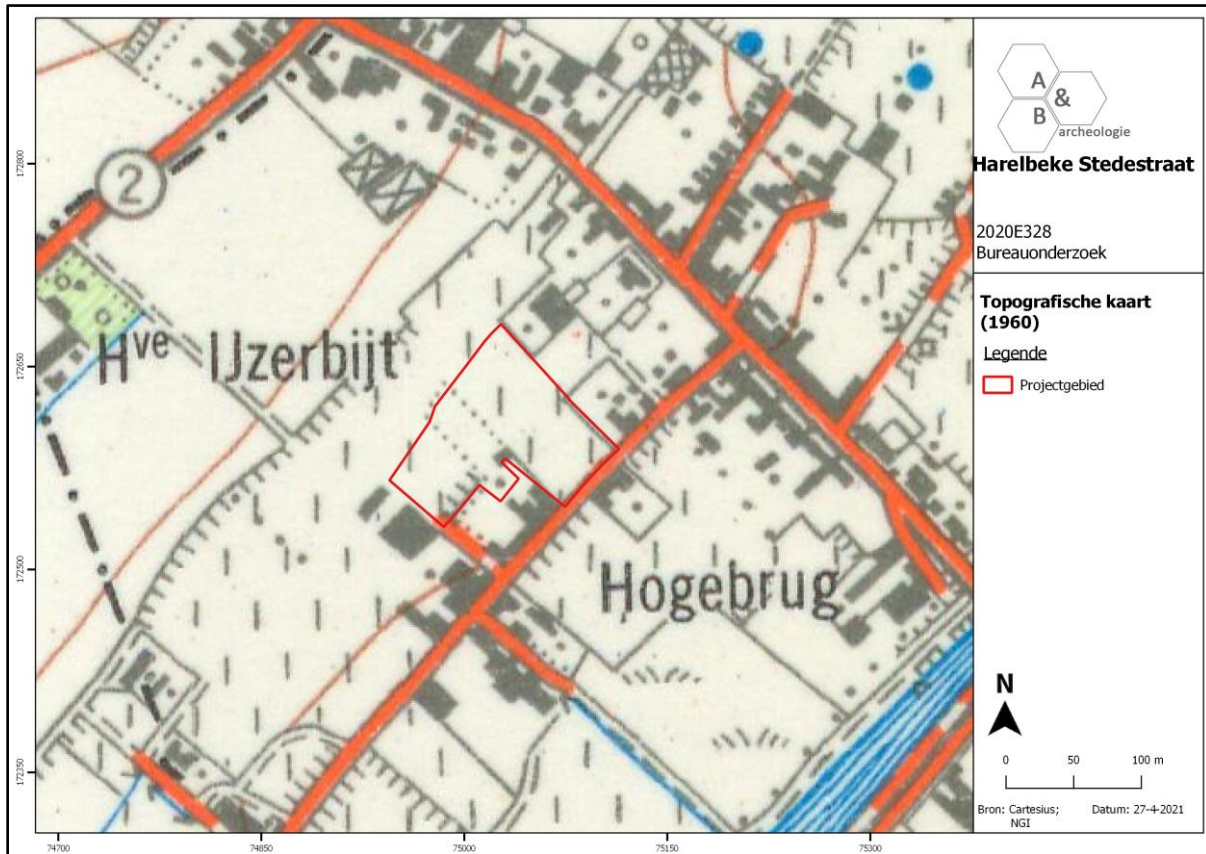 2
Hve IJzerbijt
Hogebrug
172800
172650
172500
172350
74700
74850
75000
75150
75300
A
&
B
archeologie
Harelbeke Stedestraat
2020E328
Bureauonderzoek
Topografische kaart
(1960)
Legende
Projectgebied
N
0 50 100 m
Bron: Cartesius; Datum: 27-4-2021
NGI